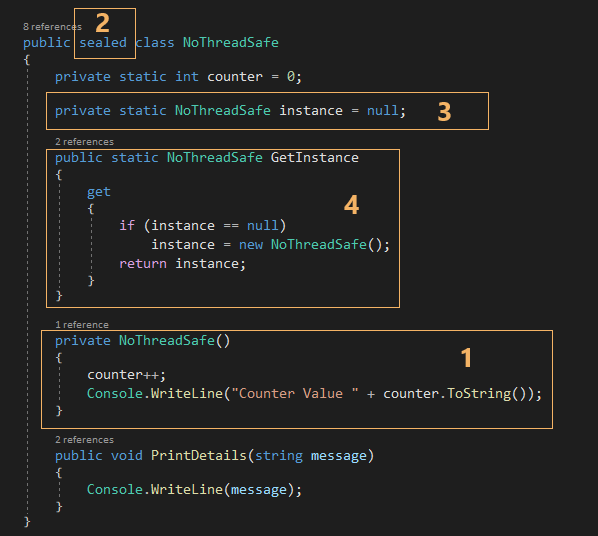 8 references
2
public sealed class NoThreadSafe
{
private static int counter = 0;
private static NoThreadSafe instance = null;
3
2 references
public static NoThreadSafe GetInstance
{
get
{
4
if (instance == null)
instance = new NoThreadSafe();
return instance;
}
}
1 reference
private NoThreadSafe()
{
1
counter++;
Console.WriteLine("Counter Value " + counter.ToString());
}
2 references
public void PrintDetails(string message)
{
Console.WriteLine(message);
}
}